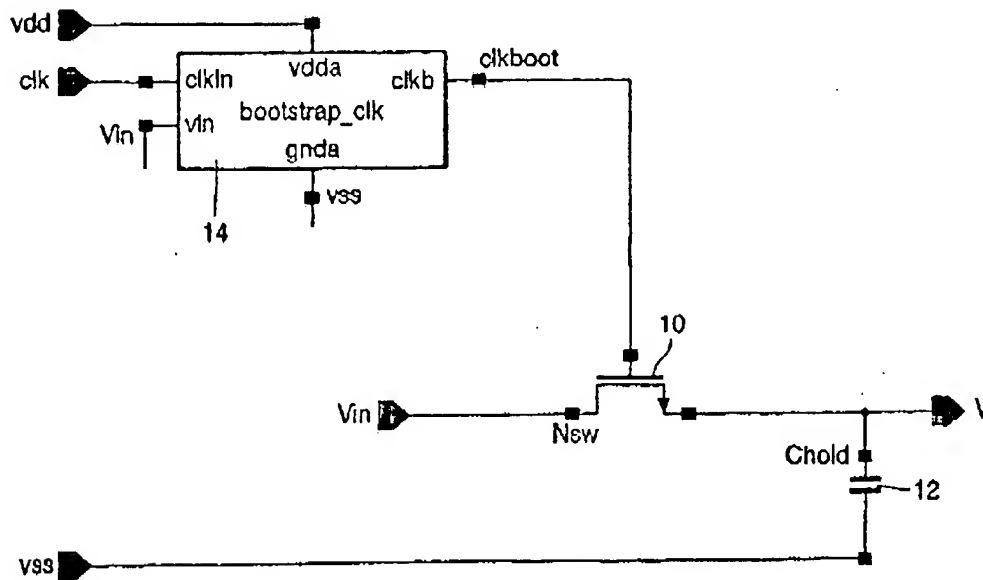 vdd
vdda
clkboot
clk
clkIn
clkb
bootstrap_clk
Vin
vin
gnda
vss
14
10
Vin
Nsw
V
Chold
12
vss